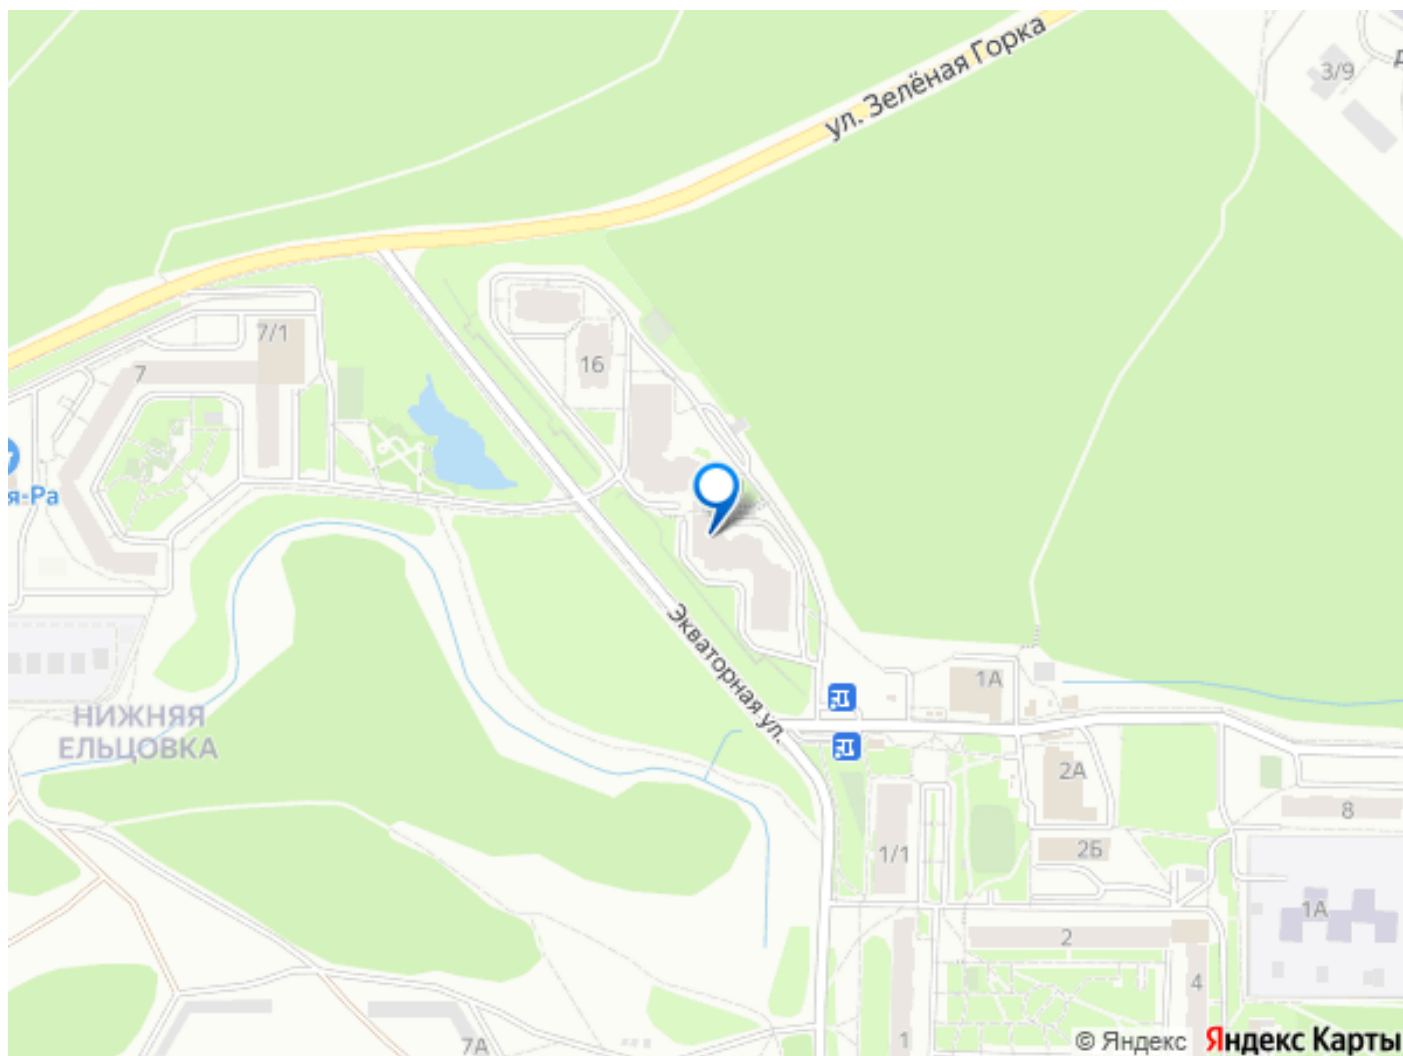 ул. Зелёная Горка
3/9
7/1
7
16
я-Ра
Экваторная ул.
НИЖНЯЯ
ЕЛЬЦОВКА
1А
2А
8
1/1
2Б
1А
2
4
1
7А
© Яндекс
Яндекс Карты